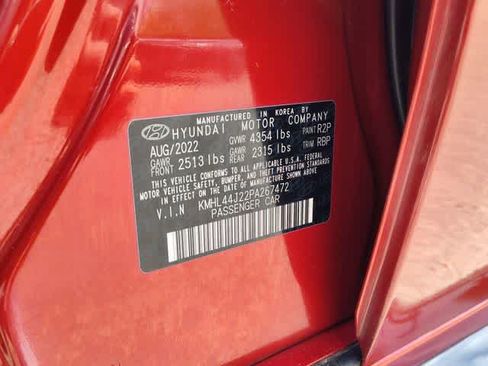 MANUFACTURED IN KOREA BY
HYUNDAI MOTOR COMPANY
AUG/2022 GVWR 4354 lbs PAINT R2P
GAWR FRONT 2513 lbs GAWR REAR 2315 lbs TRIM RBP
THIS VEHICLE CONFORMS TO ALL APPLICABLE U.S.A. FEDERAL
MOTOR VEHICLE SAFETY, BUMPER, AND THEFT PREVENTION STANDARDS
IN EFFECT ON THE DATE OF MANUFACTURE SHOWN ABOVE.
V.I.N KMHL44J22PA267472
PASSENGER CAR